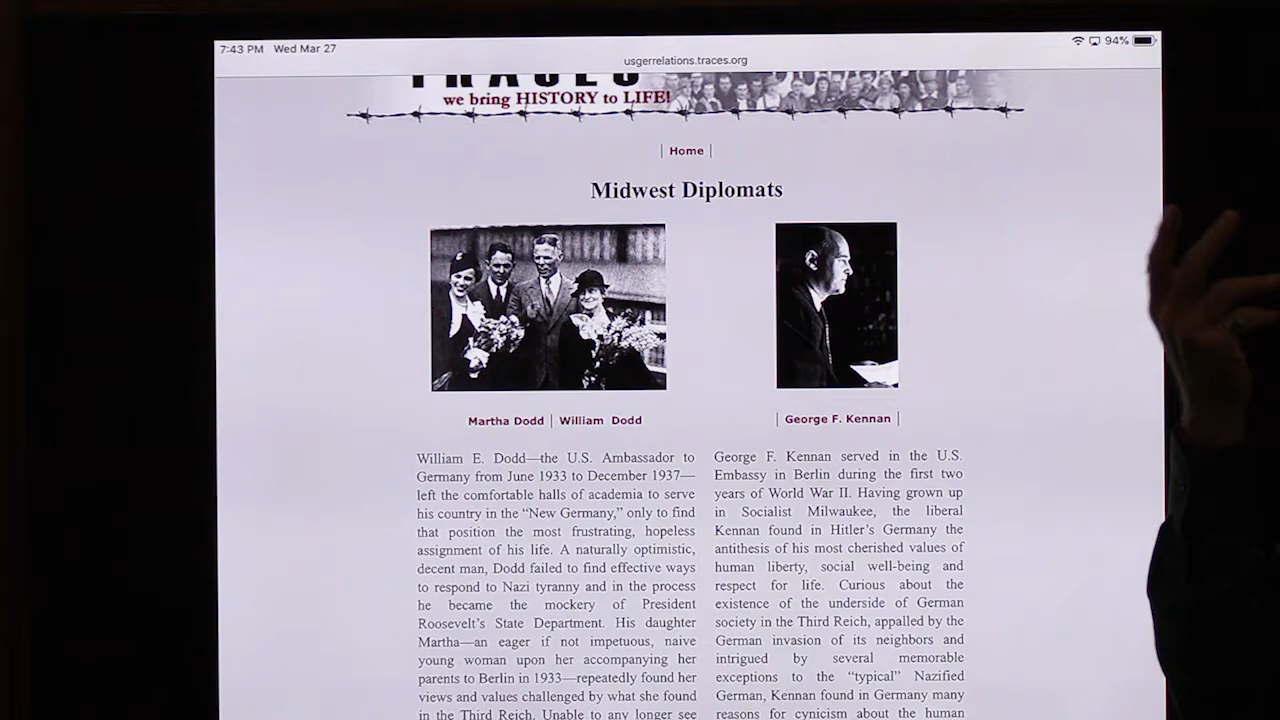 7:43 PM Wed Mar 27
94%
usgerrelations.traces.org
TRACES
we bring HISTORY to LIFE!
| Home |
Midwest Diplomats
Martha Dodd | William Dodd
William E. Dodd—the U.S. Ambassador to
Germany from June 1933 to December 1937—
left the comfortable halls of academia to serve
his country in the “New Germany,” only to find
that position the most frustrating, hopeless
assignment of his life. A naturally optimistic,
decent man, Dodd failed to find effective ways
to respond to Nazi tyranny and in the process
he became the mockery of President
Roosevelt’s State Department. His daughter
Martha—an eager if not impetuous, naive
young woman upon her accompanying her
parents to Berlin in 1933—repeatedly found her
views and values challenged by what she found
in the Third Reich. Unable to any longer see
| George F. Kennan |
George F. Kennan served in the U.S.
Embassy in Berlin during the first two
years of World War II. Having grown up
in Socialist Milwaukee, the liberal
Kennan found in Hitler’s Germany the
antithesis of his most cherished values of
human liberty, social well-being and
respect for life. Curious about the
existence of the underside of German
society in the Third Reich, appalled by the
German invasion of its neighbors and
intrigued by several memorable
exceptions to the “typical” Nazified
German, Kennan found in Germany many
reasons for cynicism about the human